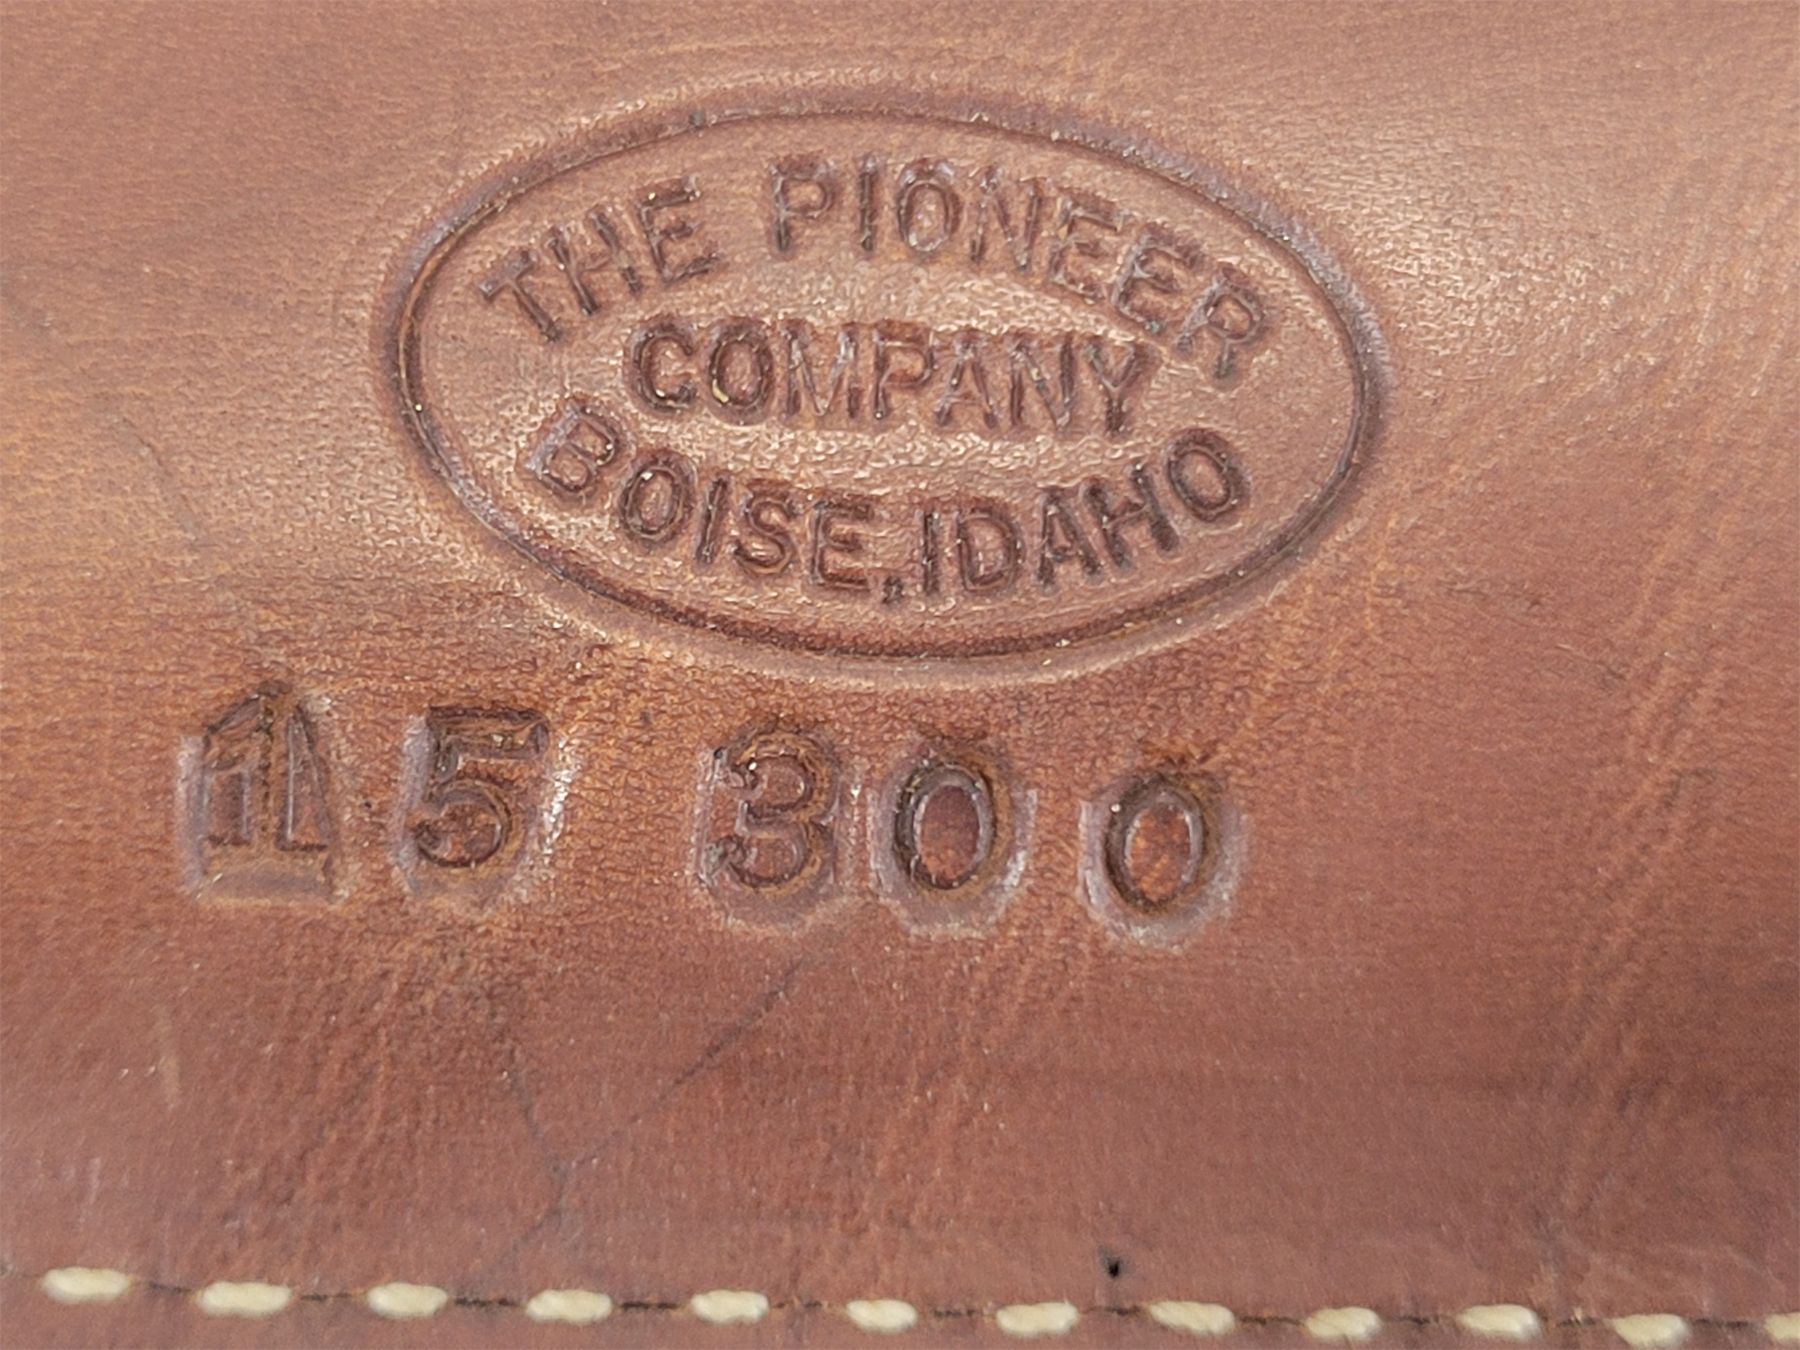 THE PIONEER
COMPANY
BOISE, IDAHO
15 300